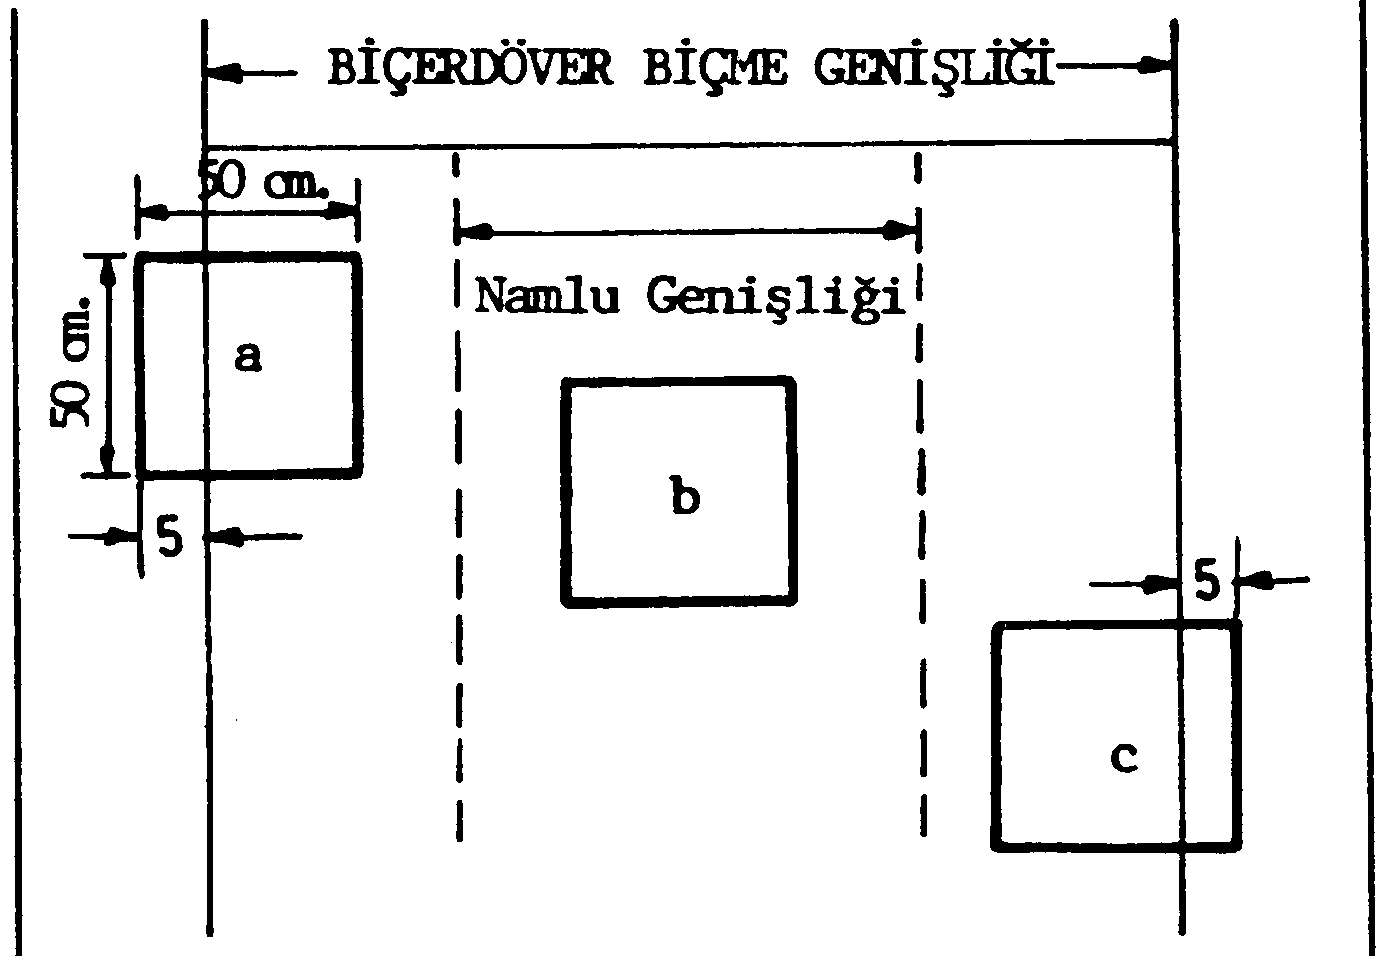 BİÇERDÖVER BİÇME GENİŞLİĞİ
50 cm.
Namlu Genişliği
50 cm.
a
b
5
5
c